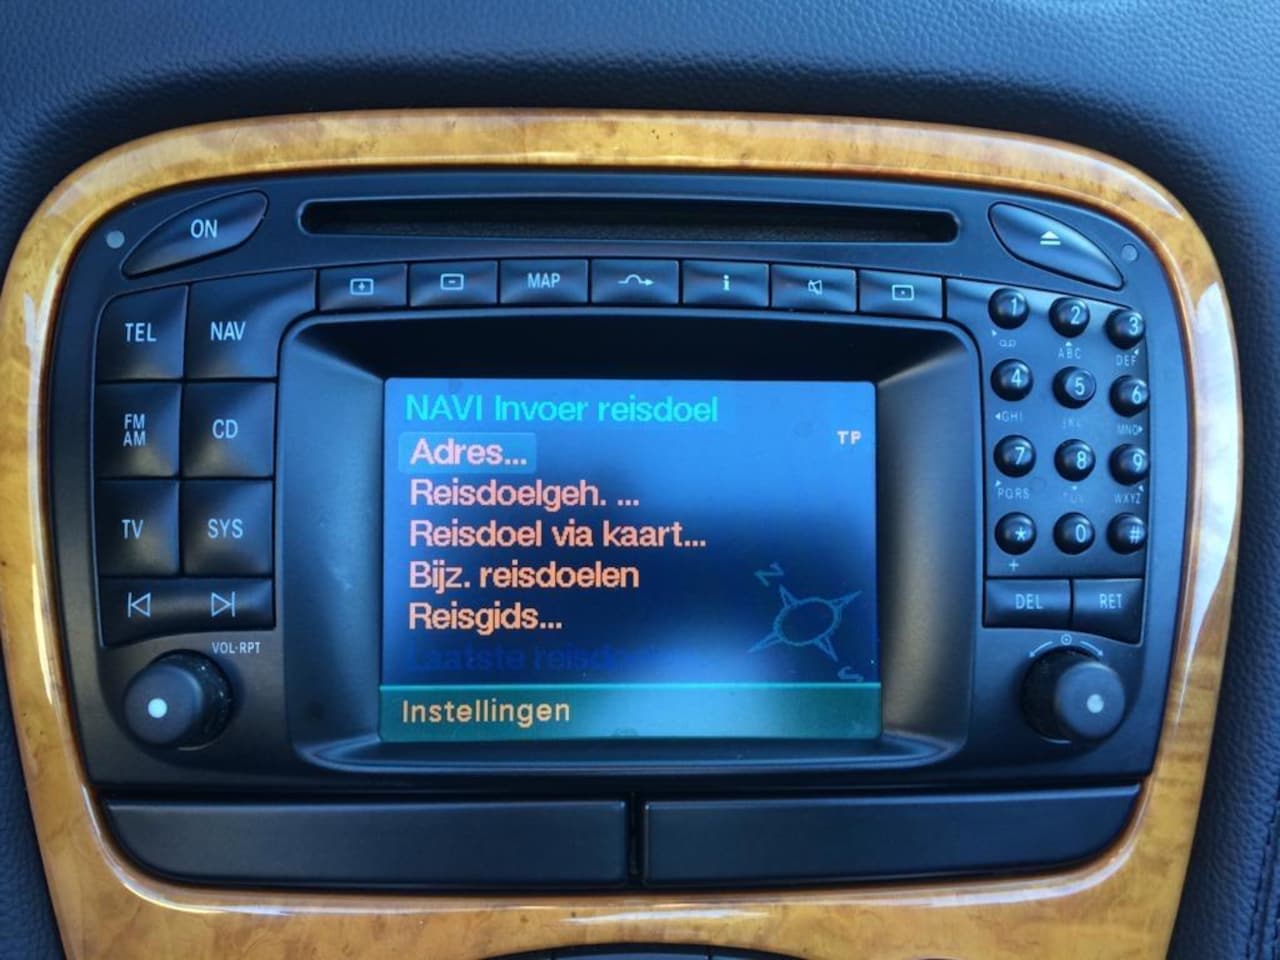 ON
MAP
i
TEL
NAV
FM
AM
CD
TV
SYS
VOL·RPT
NAVI Invoer reisdoel
TP
Adres...
Reisdoelgeh. ...
Reisdoel via kaart...
Bijz. reisdoelen
Reisgids...
Laatste
Instellingen
N
S
1
2
ABC
3
DEF
4
GHI
5
JKL
6
MNO
7
PQRS
8
9
WXYZ
*
+
0
#
DEL
RET